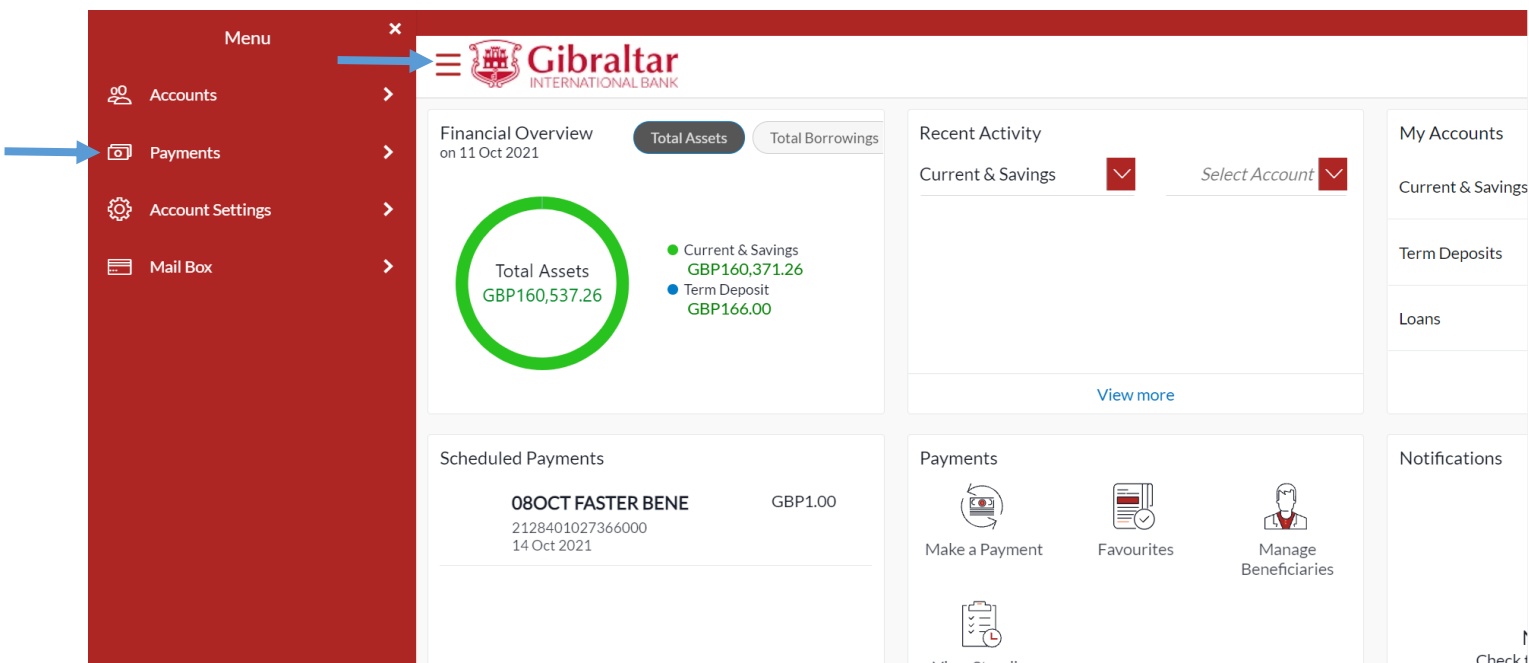 Menu
Accounts
Payments
Account Settings
Mail Box
Gibraltar
INTERNATIONAL BANK
Financial Overview
on 11 Oct 2021
Total Assets
Total Borrowings
Total Assets
GBP160,537.26
Current & Savings
GBP160,371.26
Term Deposit
GBP166.00
Recent Activity
Current & Savings
Select Account
View more
My Accounts
Current & Savings
Term Deposits
Loans
Scheduled Payments
08OCT FASTER BENE
GBP1.00
2128401027366000
14 Oct 2021
Payments
Make a Payment
Favourites
Manage
Beneficiaries
Notifications
Check